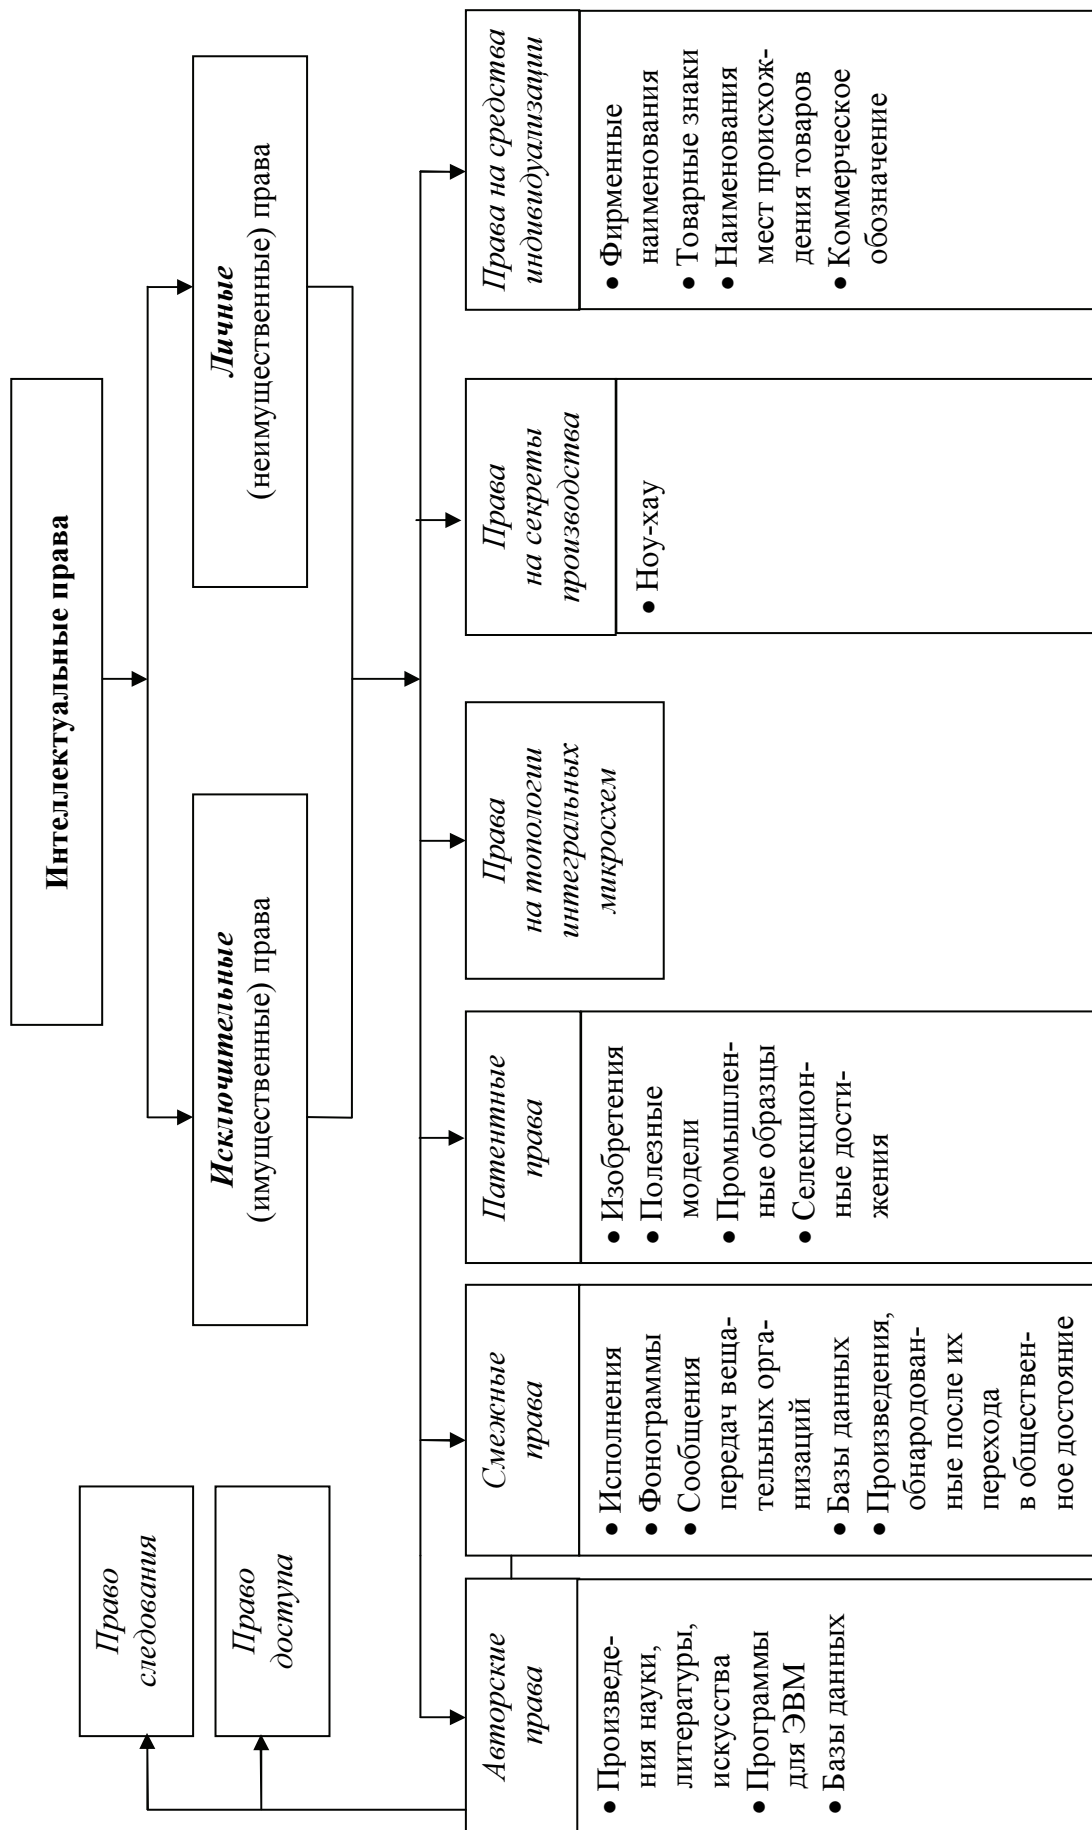 Интеллектуальные права
Исключительные
(имущественные) права
Личные
(неимущественные) права
Право
следования
Право
доступа
Авторские
права
• Произведе-
ния науки,
литературы,
искусства
• Программы
для ЭВМ
• Базы данных
Смежные
права
• Исполнения
• Фонограммы
• Сообщения
передач веща-
тельных орга-
низаций
• Базы данных
• Произведения,
обнародован-
ные после их
перехода
в обществен-
ное достояние
Патентные
права
• Изобретения
• Полезные
модели
• Промышлен-
ные образцы
• Селекцион-
ные дости-
жения
Права
на топологии
интегральных
микросхем
Права
на секреты
производства
• Ноу-хау
Права на средства
индивидуализации
• Фирменные
наименования
• Товарные знаки
• Наименования
мест происхож-
дения товаров
• Коммерческое
обозначение